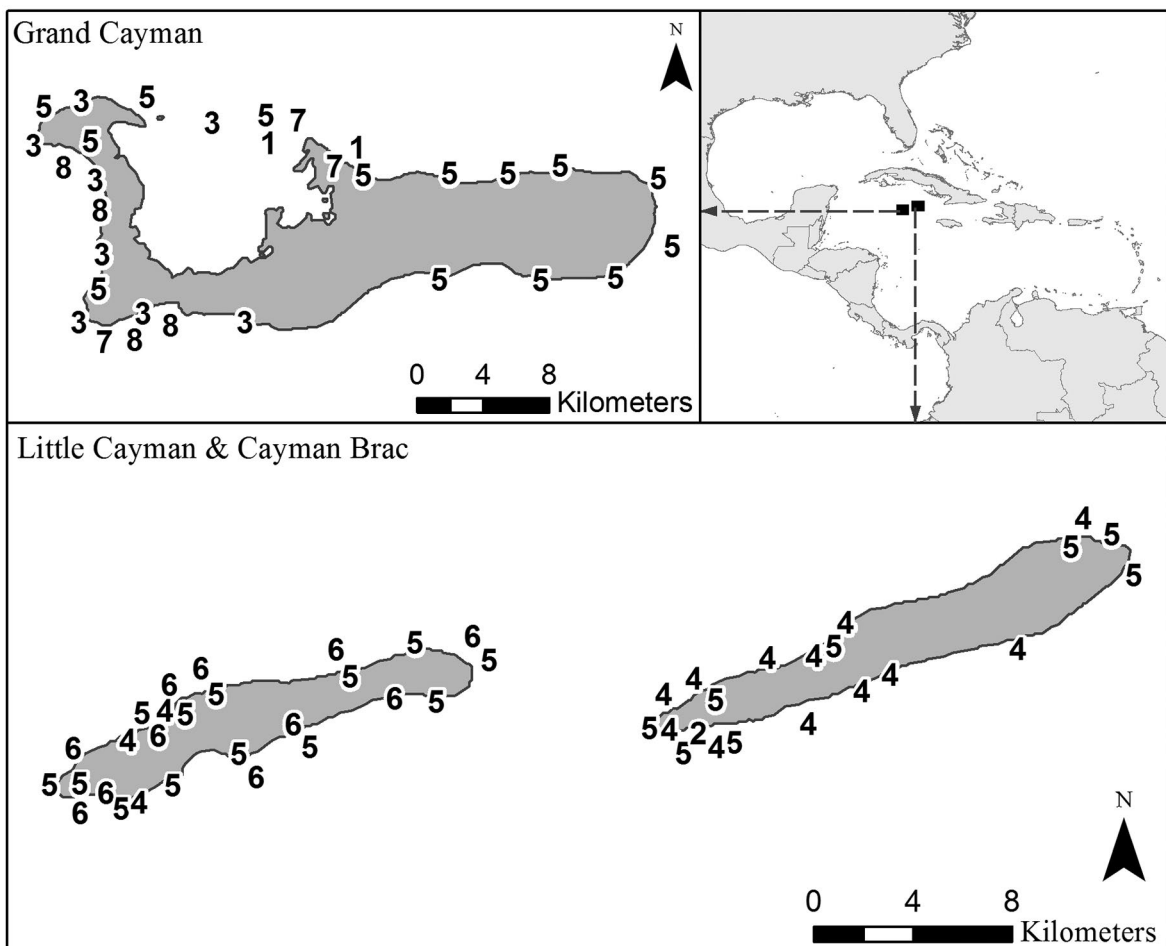 Grand Cayman
N
5 3 5
3 5 7
3 5 1 1
8 7
3 5 5 5 5 5
8
3 5
5 5 5 5
3 3 3
7 8 8
0 4 8
Kilometers
Little Cayman & Cayman Brac
4
5 5
5
6 6 5 6
6 5 5
5 4 5 5 6 5
6 4 6 6 5
5 6
5 5 6 5
6 5 4
4
4 5
4
4 4
4 5 4
4
5 4 2 4
5 4 5
N
0 4 8
Kilometers